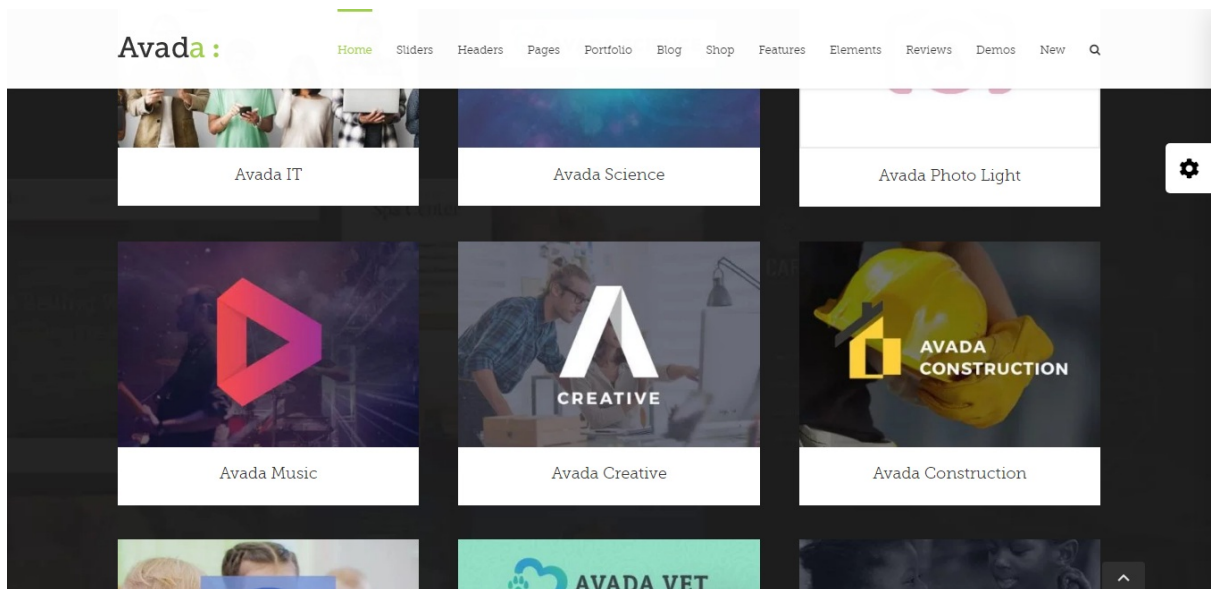 Avada :
Home Sliders Headers Pages Portfolio Blog Shop Features Elements Reviews Demos New
Avada IT
Avada Science
Avada Photo Light
CREATIVE
AVADA
CONSTRUCTION
Avada Music
Avada Creative
Avada Construction
AVADA VET